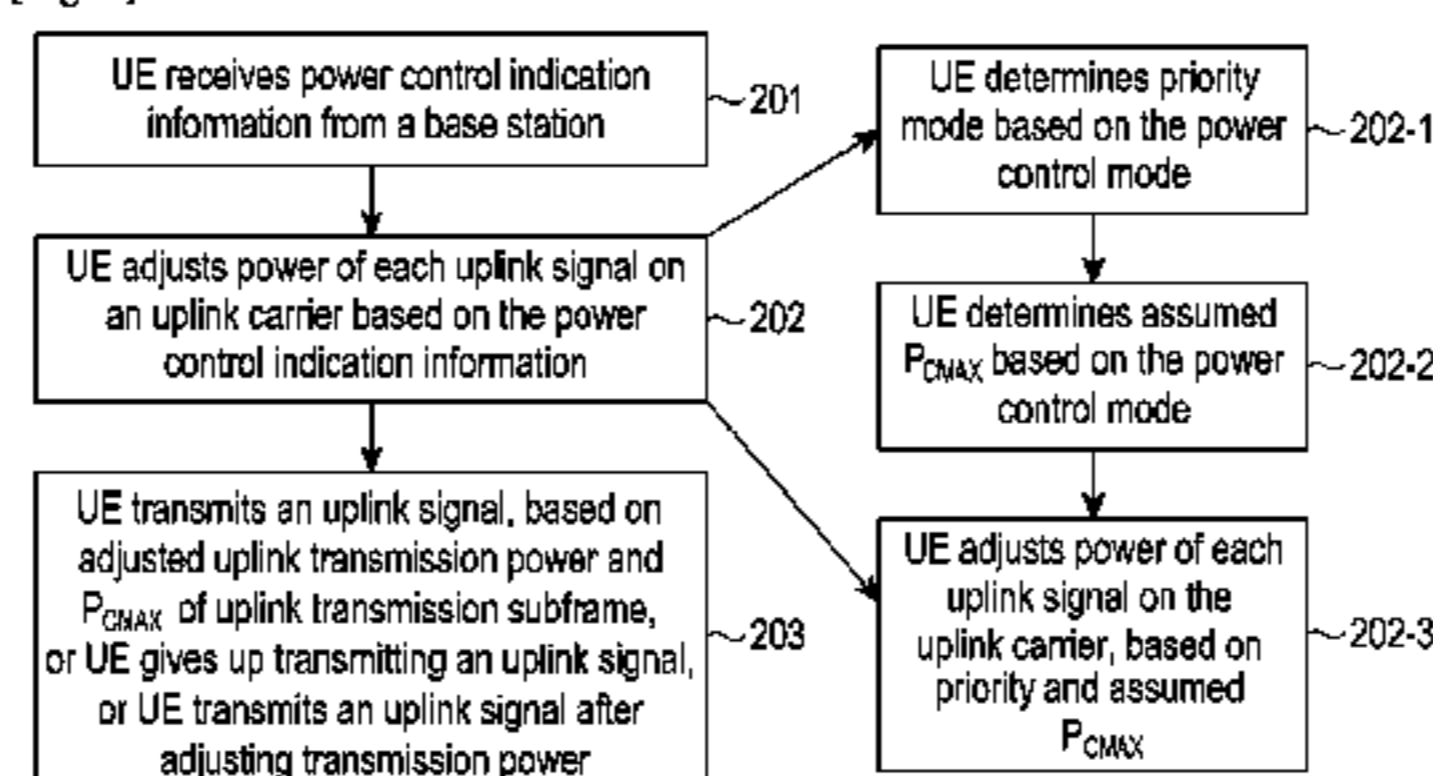 UE receives power control indication
information from a base station
201
UE adjusts power of each uplink signal on
an uplink carrier based on the power
control indication information
202
UE transmits an uplink signal, based on
adjusted uplink transmission power and
PCMAX of uplink transmission subframe,
or UE gives up transmitting an uplink signal,
or UE transmits an uplink signal after
adjusting transmission power
203
UE determines priority
mode based on the power
control mode
202-1
UE determines assumed
PCMAX based on the power
control mode
202-2
UE adjusts power of each
uplink signal on the
uplink carrier, based on
priority and assumed
PCMAX
202-3